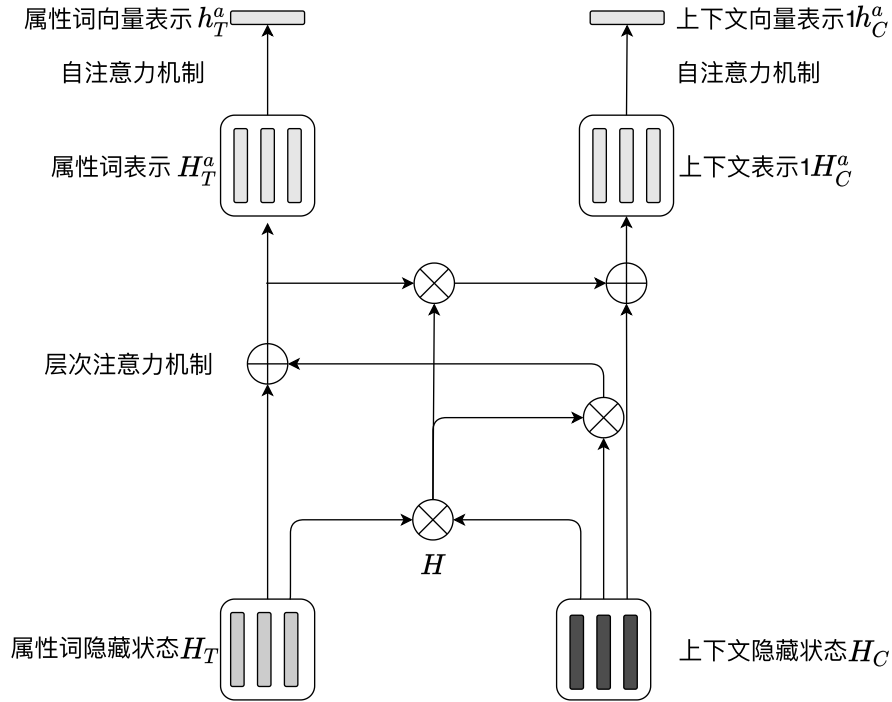 属性词向量表示 $h_T^a$
上下文向量表示1$h_C^a$
自注意力机制
自注意力机制
属性词表示 $H_T^a$
上下文表示1$H_C^a$
层次注意力机制
$H$
属性词隐藏状态$H_T$
上下文隐藏状态$H_C$